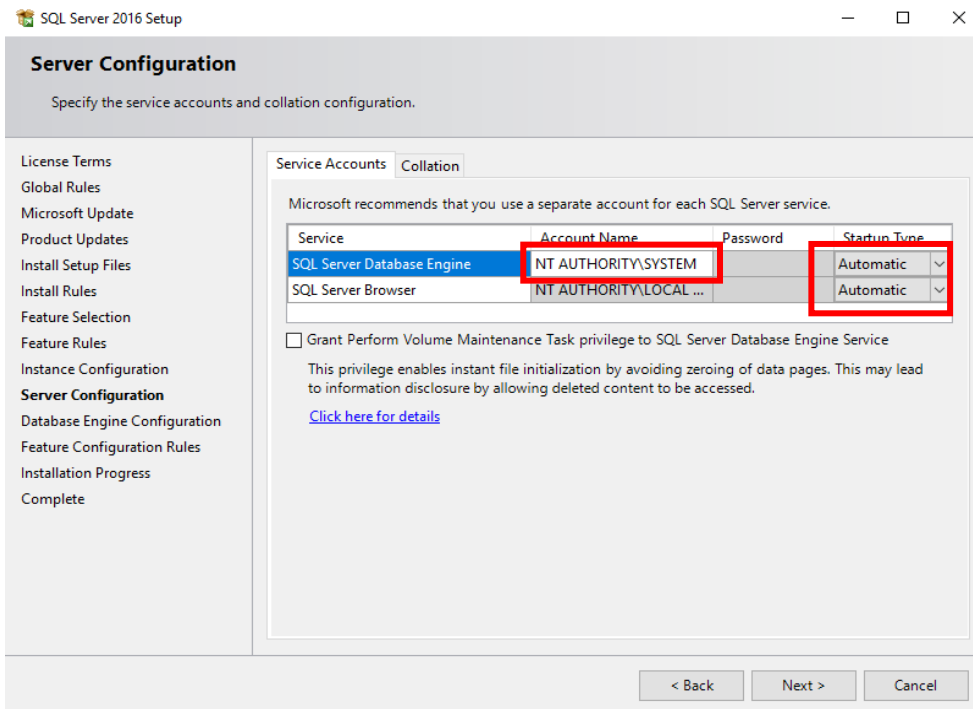 SQL Server 2016 Setup
Server Configuration
Specify the service accounts and collation configuration.
License Terms
Global Rules
Microsoft Update
Product Updates
Install Setup Files
Install Rules
Feature Selection
Feature Rules
Instance Configuration
Server Configuration
Database Engine Configuration
Feature Configuration Rules
Installation Progress
Complete
Service Accounts Collation
Microsoft recommends that you use a separate account for each SQL Server service.
Service Account Name Password Startup Type
SQL Server Database Engine NT AUTHORITY\SYSTEM Automatic
SQL Server Browser NT AUTHORITY\LOCAL ... Automatic
Grant Perform Volume Maintenance Task privilege to SQL Server Database Engine Service
This privilege enables instant file initialization by avoiding zeroing of data pages. This may lead
to information disclosure by allowing deleted content to be accessed.
Click here for details
< Back Next > Cancel